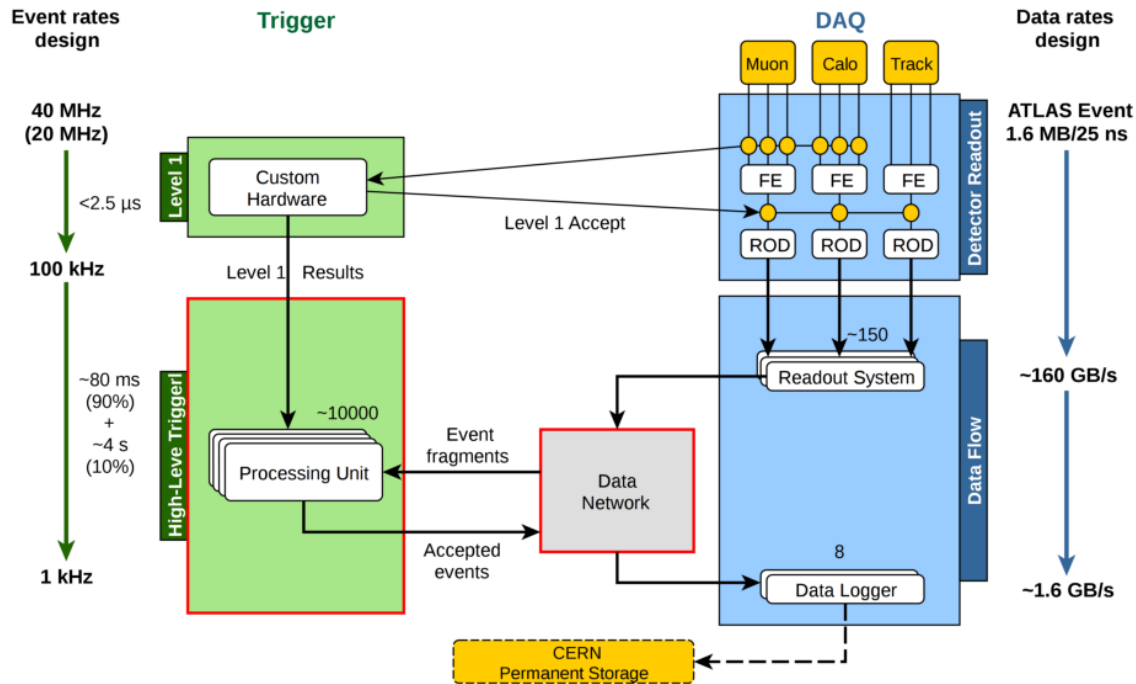 Event rates
design
Trigger
DAQ
Data rates
design
Muon
Calo
Track
40 MHz
(20 MHz)
ATLAS Event
1.6 MB/25 ns
Level 1
Custom
Hardware
<2.5 µs
FE
FE
FE
Detector Readout
Level 1 Accept
ROD
ROD
ROD
100 kHz
Level 1 Results
~150
Readout System
~160 GB/s
~80 ms
(90%)
+
~4 s
(10%)
High-Leve Triggerl
~10000
Processing Unit
Event
fragments
Data
Network
Data Flow
Accepted
events
8
Data Logger
1 kHz
~1.6 GB/s
CERN
Permanent Storage